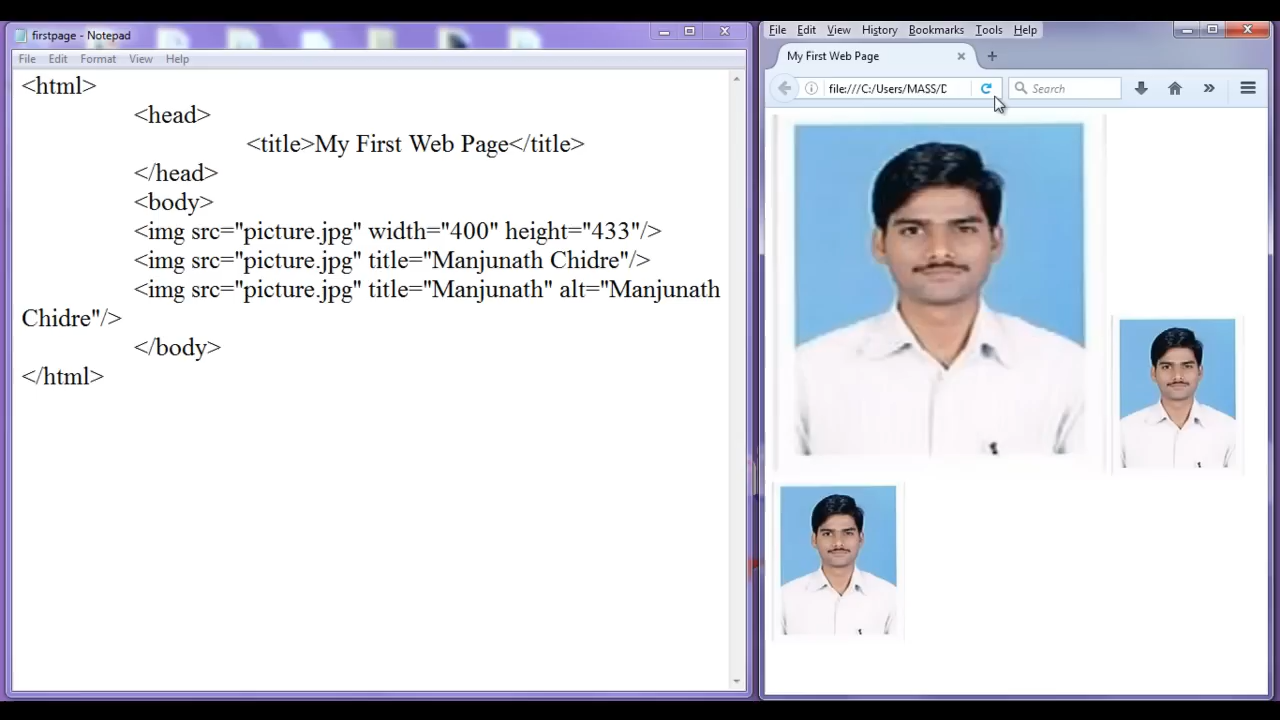 firstpage - Notepad
File Edit Format View Help
<html>
<head>
<title>My First Web Page</title>
</head>
<body>
<img src="picture.jpg" width="400" height="433"/>
<img src="picture.jpg" title="Manjunath Chidre"/>
<img src="picture.jpg" title="Manjunath" alt="Manjunath
Chidre"/>
</body>
</html>
File Edit View History Bookmarks Tools Help
My First Web Page
file:///C:/Users/MASS/D
Search